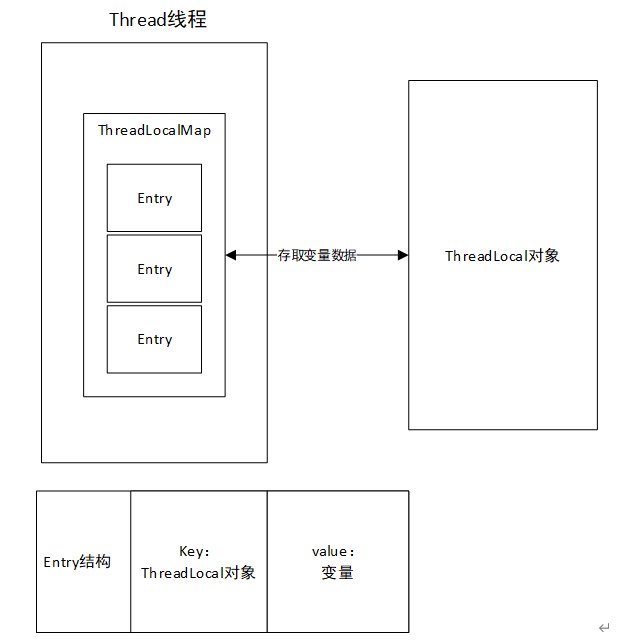 Thread线程
ThreadLocalMap
Entry
Entry
Entry
存取变量数据
ThreadLocal对象
Entry结构
Key：
ThreadLocal对象
value：
变量